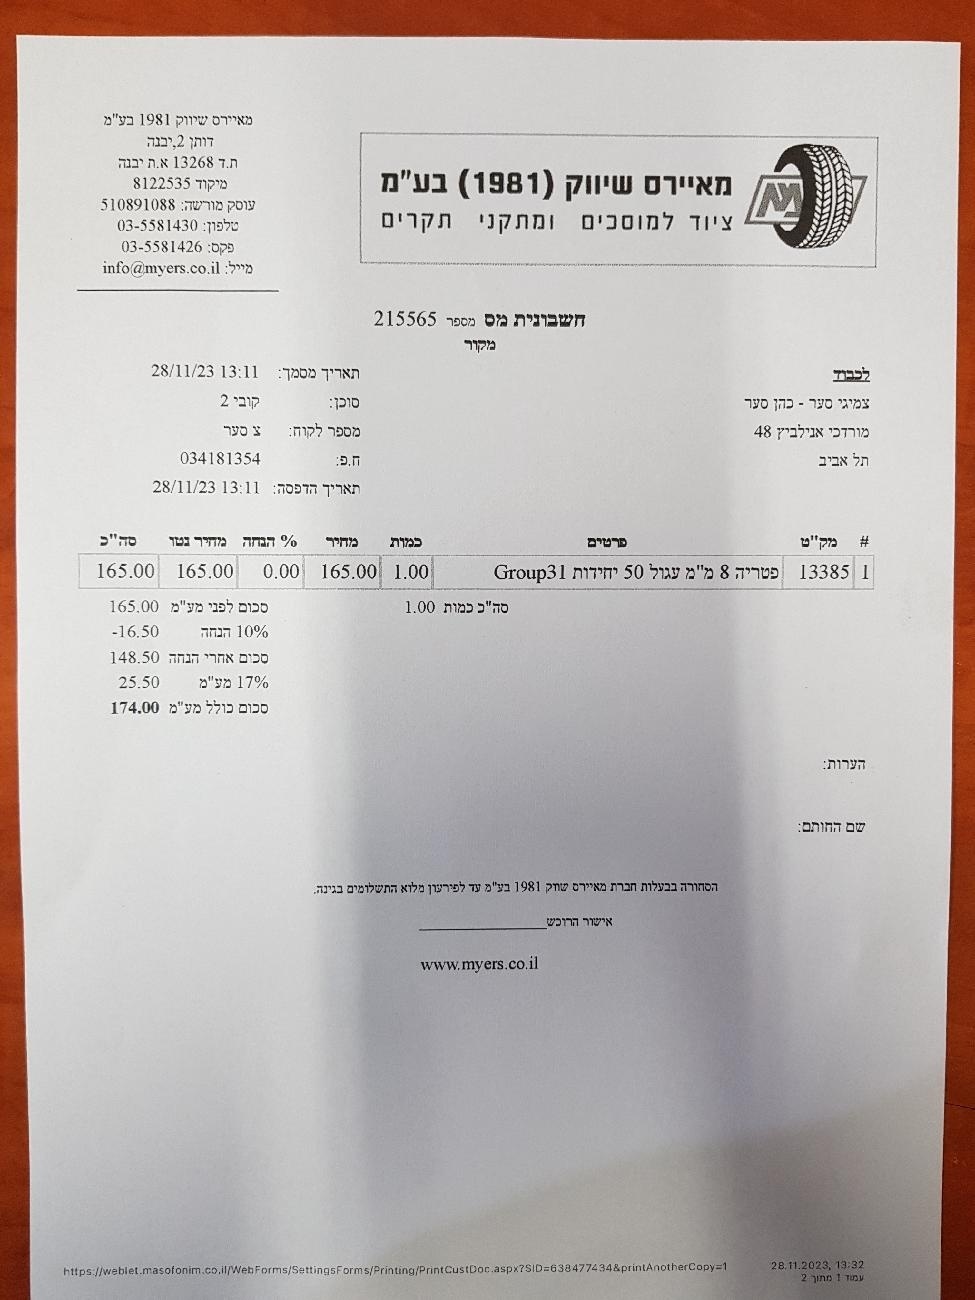 מאיירס שיווק 1981 בע"מ
דותן 2,יבנה
ת.ד 13268 א.ת יבנה
מיקוד 8122535
עוסק מורשה: 510891088
טלפון: 03-5581430
פקס: 03-5581426
מייל: info@myers.co.il
מאיירס שיווק (1981) בע"מ
ציוד למוסכים ומתקני תקרים
חשבונית מס מספר 215565
מקור
לכבוד
צמיגי סער - כהן סער
מורדכי אנילביץ 48
תל אביב
תאריך מסמך: 28/11/23 13:11
סוכן: קובי 2
מספר לקוח: צ סער
ח.פ: 034181354
תאריך הדפסה: 28/11/23 13:11
# מק"ט פרטים כמות מחיר % הנחה מחיר נטו סה"כ
1 13385 פטריה 8 מ"מ עגול 50 יחידות Group31 1.00 165.00 0.00 165.00 165.00
סה"כ כמות 1.00
סכום לפני מע"מ 165.00
10% הנחה -16.50
סכום אחרי הנחה 148.50
17% מע"מ 25.50
סכום כולל מע"מ 174.00
הערות:
שם החותם:
הסחורה בבעלות חברת מאיירס שווק 1981 בע"מ עד לפירעון מלוא התשלומים בגינה.
אישור הרוכש
www.myers.co.il
https://weblet.masofonim.co.il/WebForms/SettingsForms/Printing/PrintCustDoc.aspx?SID=638477434&printAnotherCopy=1
28.11.2023, 13:32
עמוד 1 מתוך 2